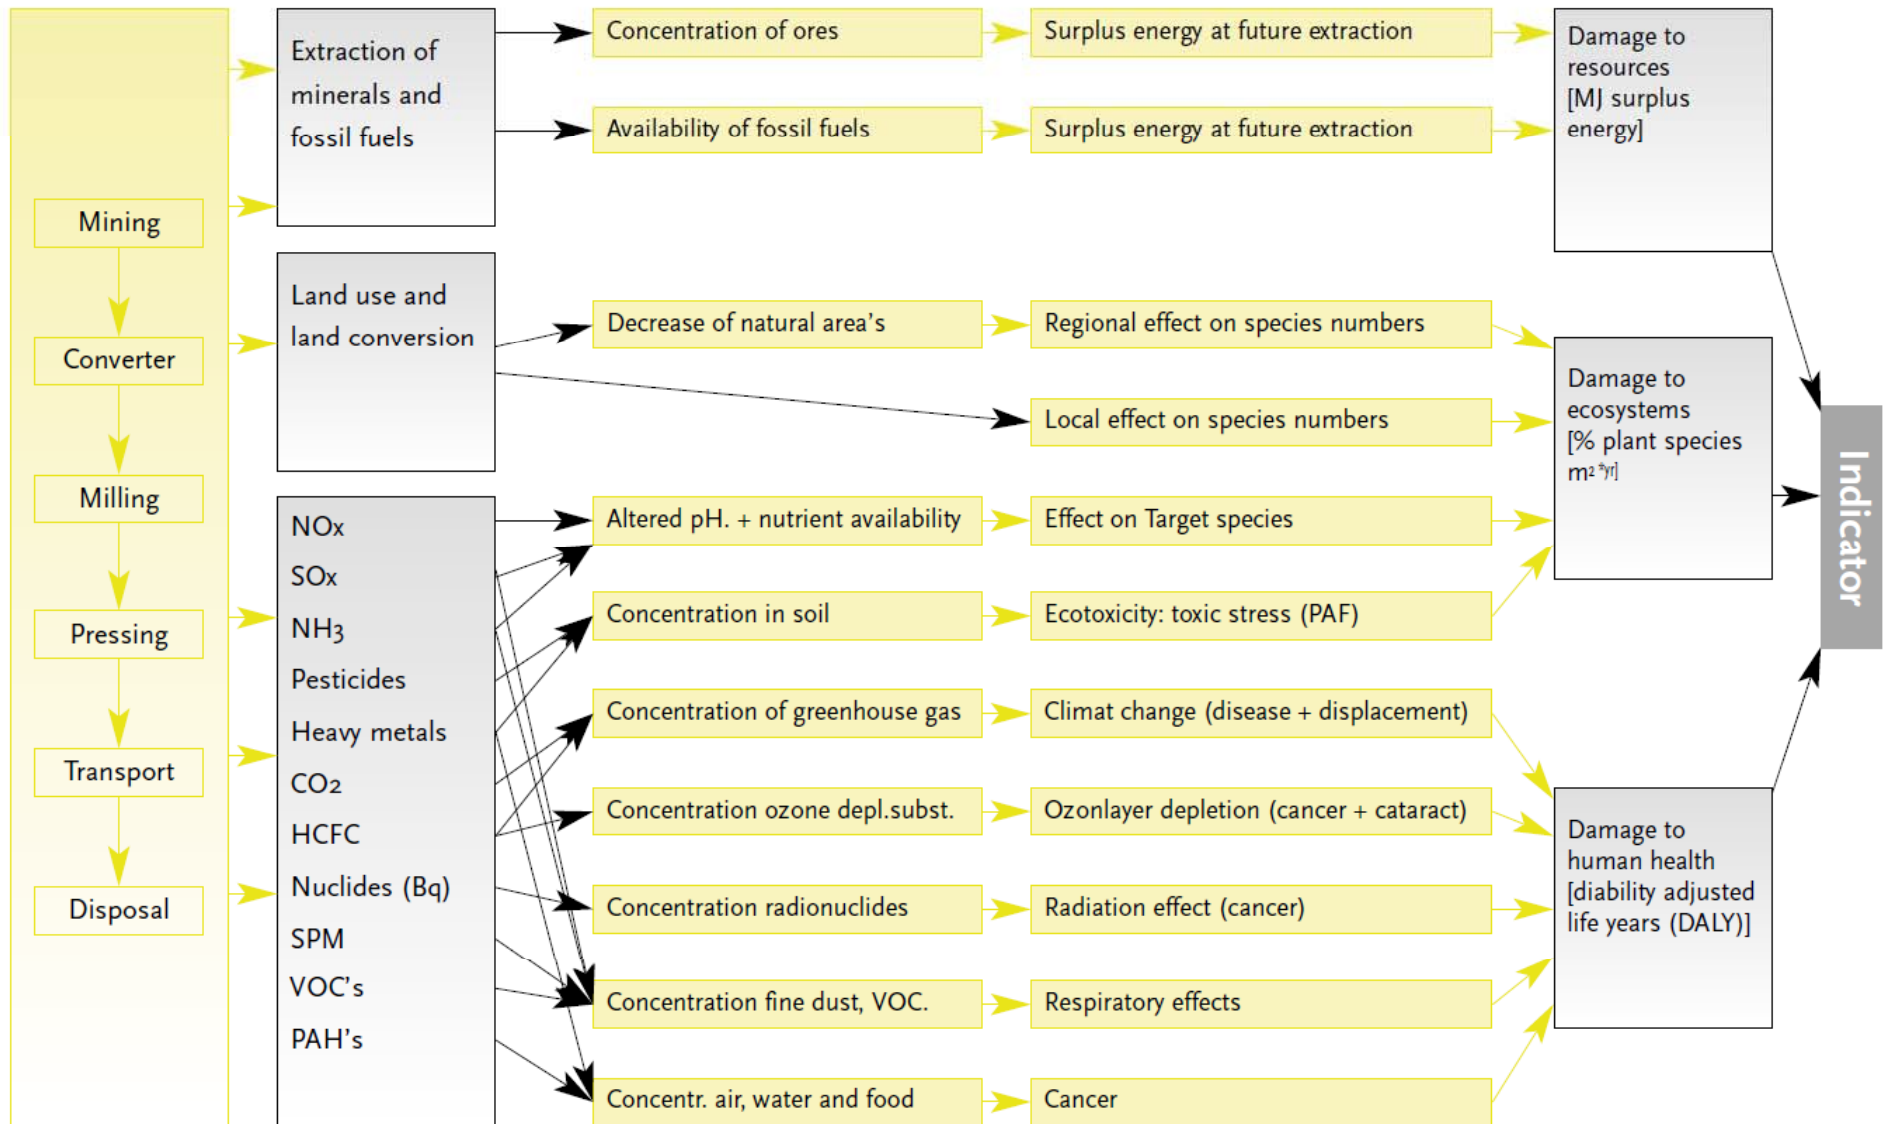 Mining
Converter
Milling
Pressing
Transport
Disposal
Extraction of
minerals and
fossil fuels
Land use and
land conversion
NOx
SOx
NH3
Pesticides
Heavy metals
CO2
HCFC
Nuclides (Bq)
SPM
VOC's
PAH's
Concentration of ores
Availability of fossil fuels
Decrease of natural area's
Altered pH. + nutrient availability
Concentration in soil
Concentration of greenhouse gas
Concentration ozone depl.subst.
Concentration radionuclides
Concentration fine dust, VOC.
Concentr. air, water and food
Surplus energy at future extraction
Surplus energy at future extraction
Regional effect on species numbers
Local effect on species numbers
Effect on Target species
Ecotoxicity: toxic stress (PAF)
Climat change (disease + displacement)
Ozonlayer depletion (cancer + cataract)
Radiation effect (cancer)
Respiratory effects
Cancer
Damage to
resources
[MJ surplus
energy]
Damage to
ecosystems
[% plant species
m2 *yr]
Damage to
human health
[diability adjusted
life years (DALY)]
Indicator